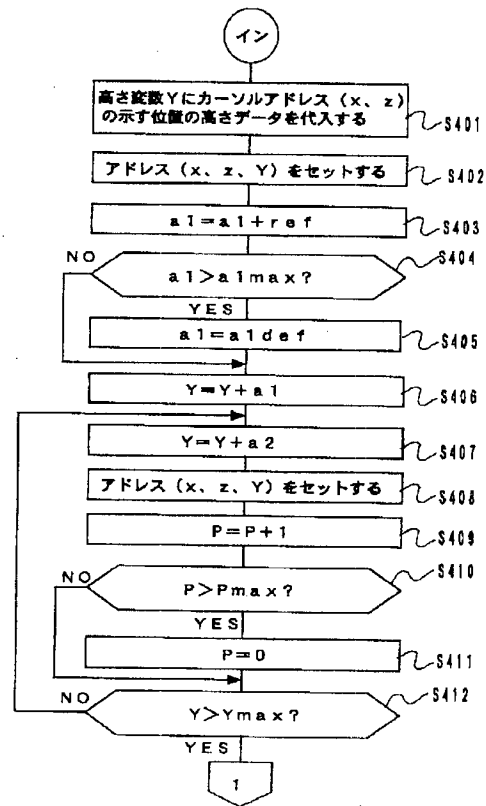 イン
高さ変数Yにカーソルアドレス（x、z）
の示す位置の高さデータを代入する
S401
アドレス（x、z、Y）をセットする
S402
a1=a1+ref
S403
S404
NO
a1>a1max?
YES
a1=a1def
S405
Y=Y+a1
S406
Y=Y+a2
S407
アドレス（x、z、Y）をセットする
S408
P=P+1
S409
S410
NO
P>Pmax?
YES
P=0
S411
S412
NO
Y>Ymax?
YES
1